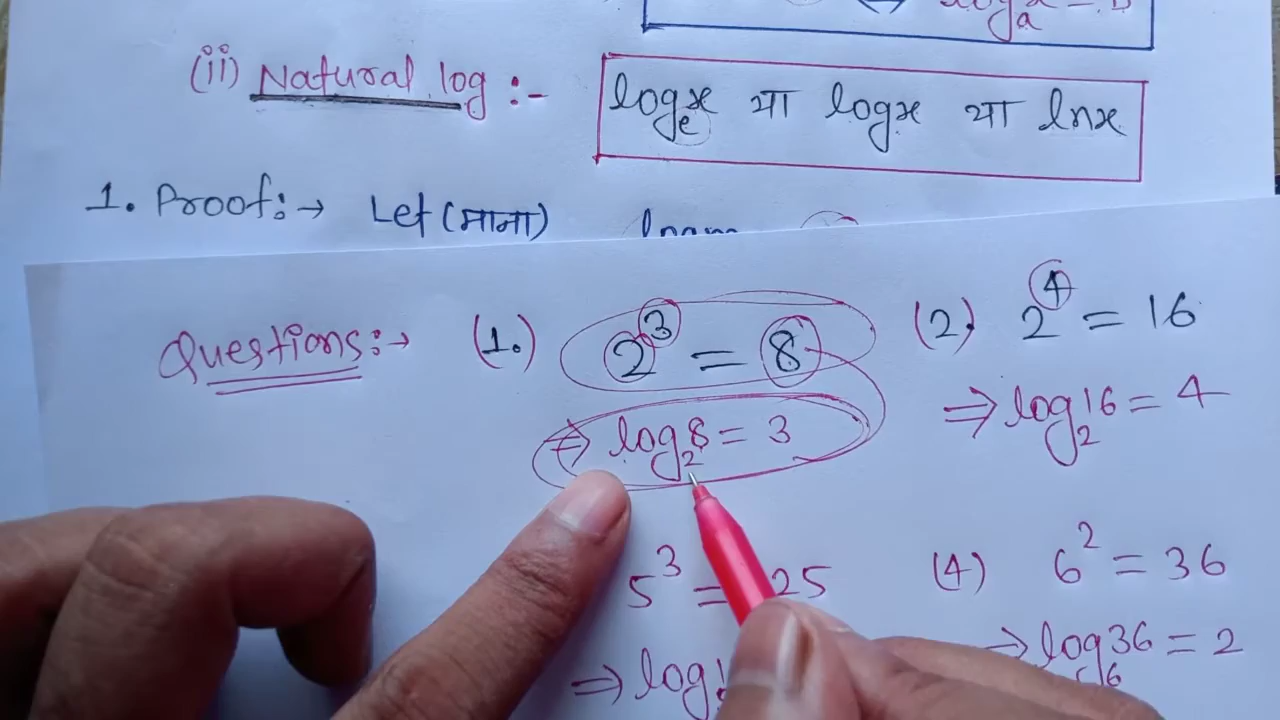 (ii) Natural log :- logₑx या logx या lnx
1. Proof:→ Let (माना)
Questions:→ (1.) 2³ = 8 (2). 2⁴ = 16
⇒ log₂8 = 3 ⇒ log₂16 = 4
5³ = 25 (4) 6² = 36
⇒ log ⇒ log₆36 = 2